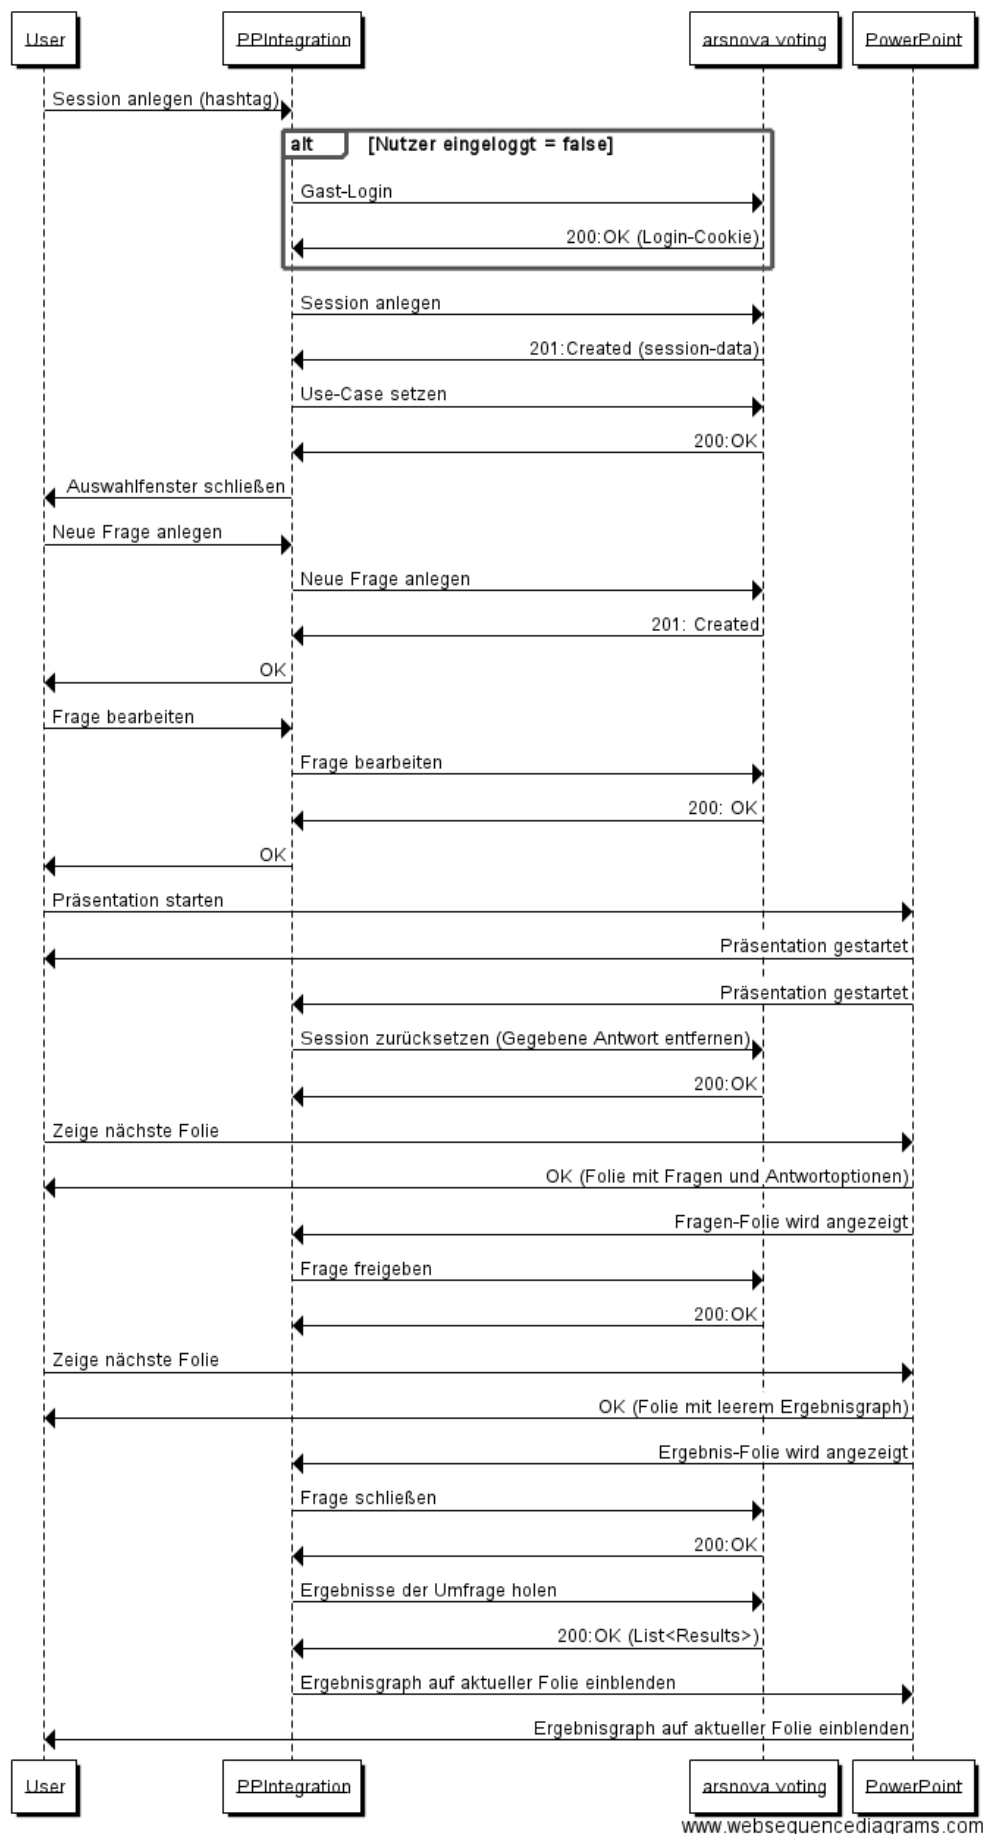 User PPIntegration arsnova voting PowerPoint
Session anlegen (hashtag)
alt [Nutzer eingeloggt = false]
Gast-Login
200:OK (Login-Cookie)
Session anlegen
201:Created (session-data)
Use-Case setzen
200:OK
Auswahlfenster schließen
Neue Frage anlegen
Neue Frage anlegen
201: Created
OK
Frage bearbeiten
Frage bearbeiten
200: OK
OK
Präsentation starten
Präsentation gestartet
Präsentation gestartet
Session zurücksetzen (Gegebene Antwort entfernen)
200:OK
Zeige nächste Folie
OK (Folie mit Fragen und Antwortoptionen)
Fragen-Folie wird angezeigt
Frage freigeben
200:OK
Zeige nächste Folie
OK (Folie mit leerem Ergebnisgraph)
Ergebnis-Folie wird angezeigt
Frage schließen
200:OK
Ergebnisse der Umfrage holen
200:OK (List<Results>)
Ergebnisgraph auf aktueller Folie einblenden
Ergebnisgraph auf aktueller Folie einblenden
User PPIntegration arsnova voting PowerPoint
www.websequencediagrams.com